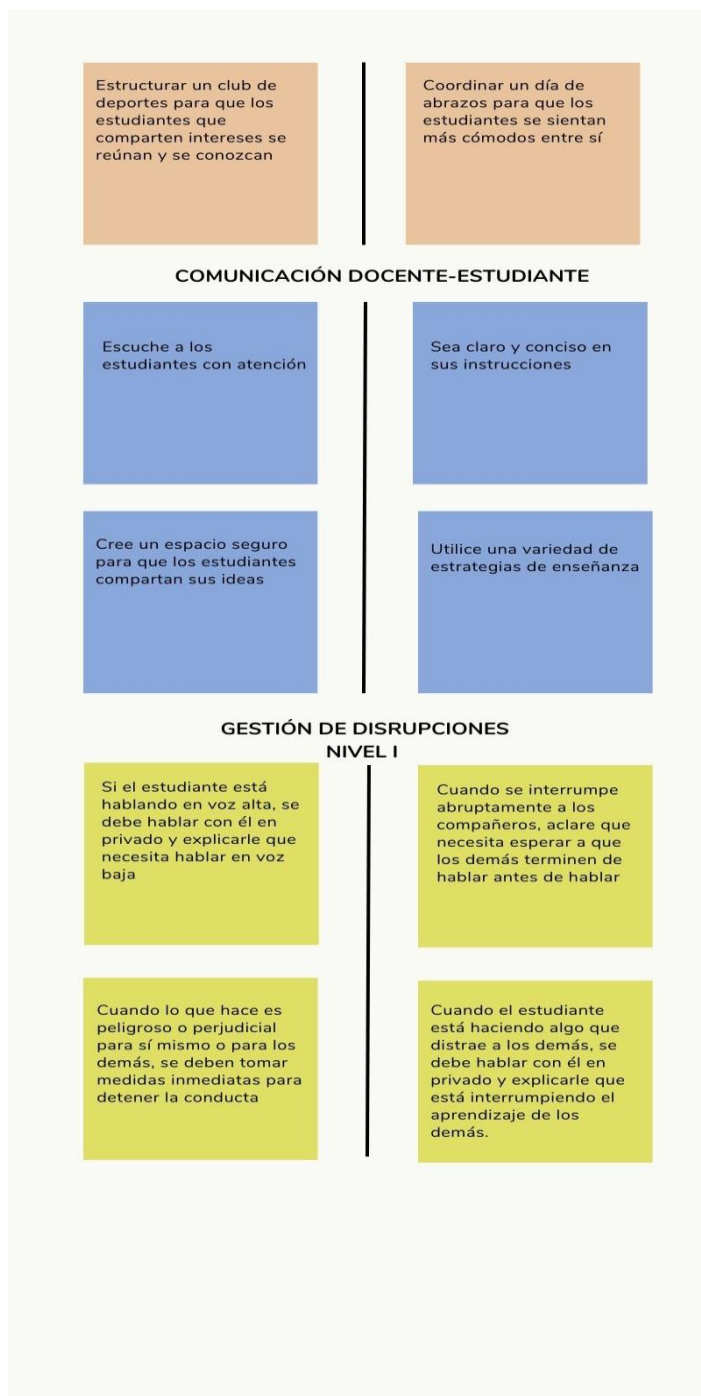 Estructurar un club de
deportes para que los
estudiantes que
comparten intereses se
reúnan y se conozcan
Coordinar un día de
abrazos para que los
estudiantes se sientan
más cómodos entre sí
COMUNICACIÓN DOCENTE-ESTUDIANTE
Escuche a los
estudiantes con atención
Sea claro y conciso en
sus instrucciones
Cree un espacio seguro
para que los estudiantes
compartan sus ideas
Utilice una variedad de
estrategias de enseñanza
GESTIÓN DE DISRUPCIONES
NIVEL I
Si el estudiante está
hablando en voz alta, se
debe hablar con él en
privado y explicarle que
necesita hablar en voz
baja
Cuando se interrumpe
abruptamente a los
compañeros, aclare que
necesita esperar a que
los demás terminen de
hablar antes de hablar
Cuando lo que hace es
peligroso o perjudicial
para sí mismo o para los
demás, se deben tomar
medidas inmediatas para
detener la conducta
Cuando el estudiante
está haciendo algo que
distrae a los demás, se
debe hablar con él en
privado y explicarle que
está interrumpiendo el
aprendizaje de los
demás.